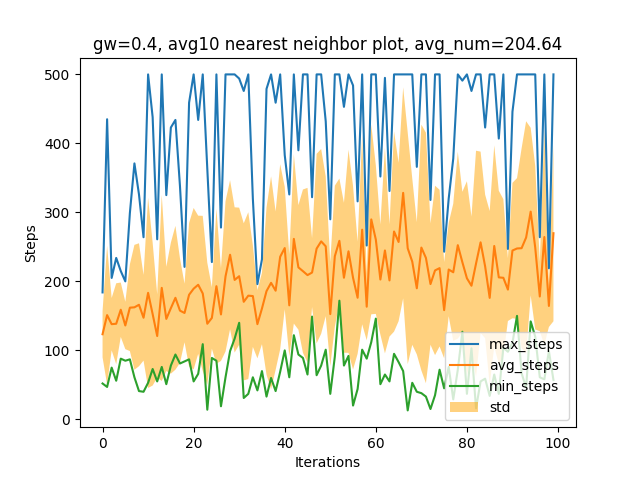 gw=0.4, avg10 nearest neighbor plot, avg_num=204.64
500
400
300
200
100
0
Steps
0
20
40
60
80
100
Iterations
max_steps
avg_steps
min_steps
std